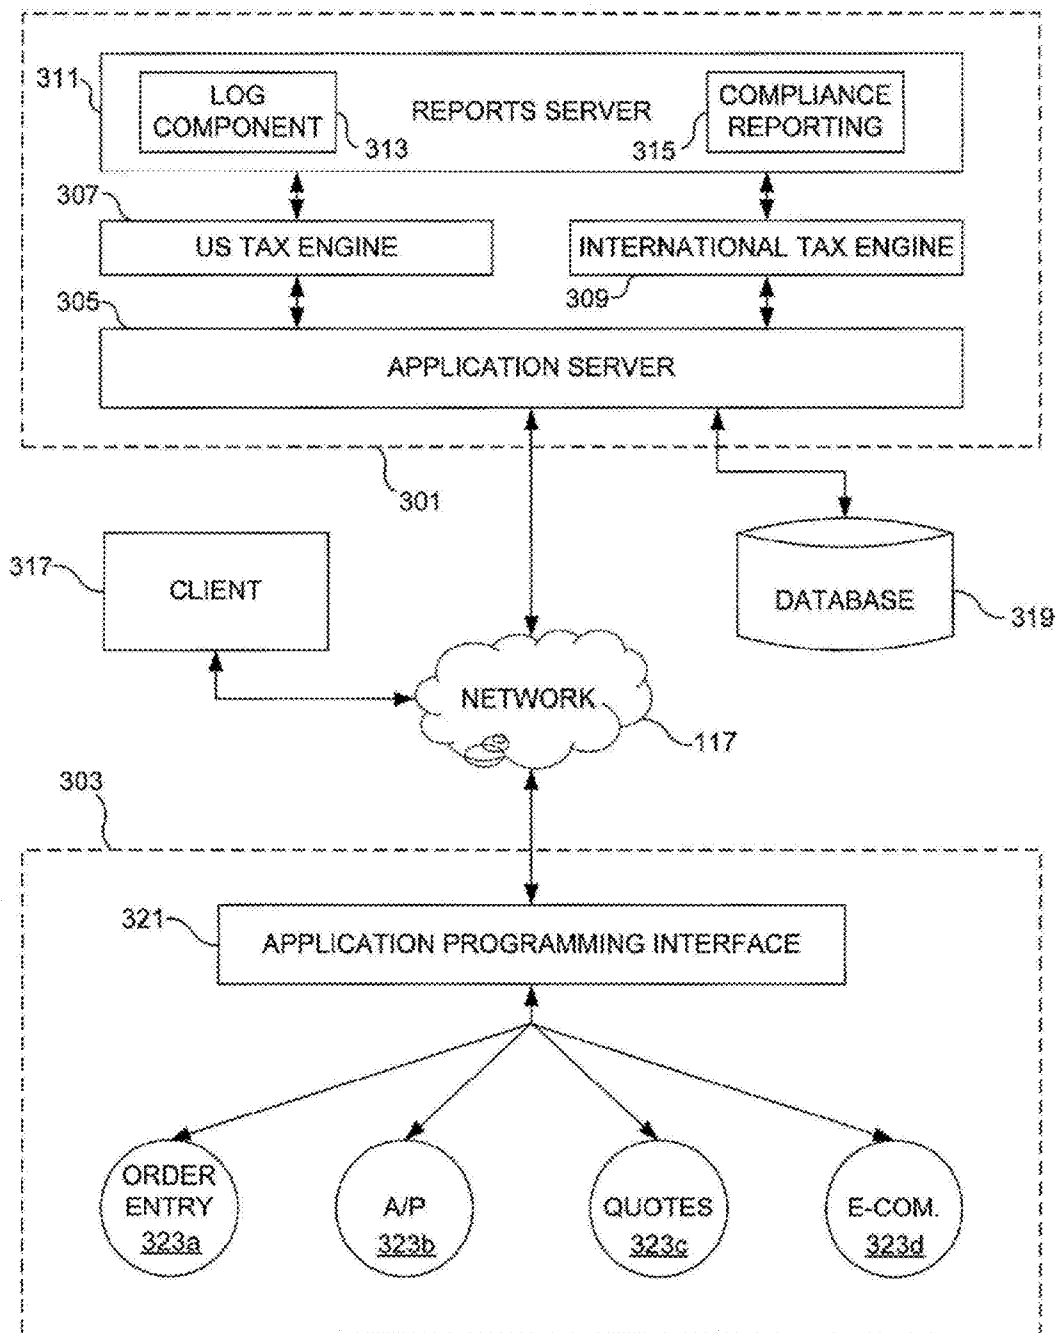 311
LOG
COMPONENT
313
REPORTS SERVER
COMPLIANCE
REPORTING
315
307
US TAX ENGINE
INTERNATIONAL TAX ENGINE
309
305
APPLICATION SERVER
301
317
CLIENT
DATABASE
319
NETWORK
117
303
321
APPLICATION PROGRAMMING INTERFACE
ORDER
ENTRY
323a
A/P
323b
QUOTES
323c
E-COM.
323d